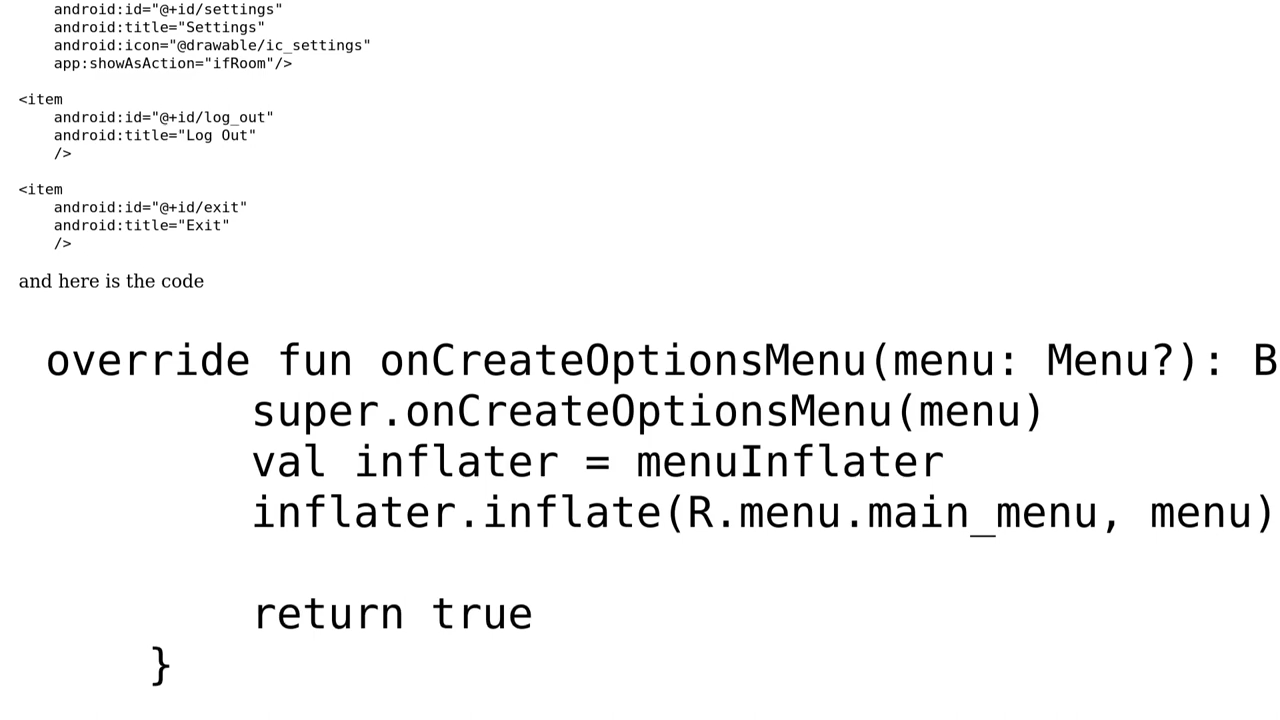 android:id="@+id/settings"
android:title="Settings"
android:icon="@drawable/ic_settings"
app:showAsAction="ifRoom"/>
<item
android:id="@+id/log_out"
android:title="Log Out"
/>
<item
android:id="@+id/exit"
android:title="Exit"
/>
and here is the code
override fun onCreateOptionsMenu(menu: Menu?): B
super.onCreateOptionsMenu(menu)
val inflater = menuInflater
inflater.inflate(R.menu.main_menu, menu)
return true
}